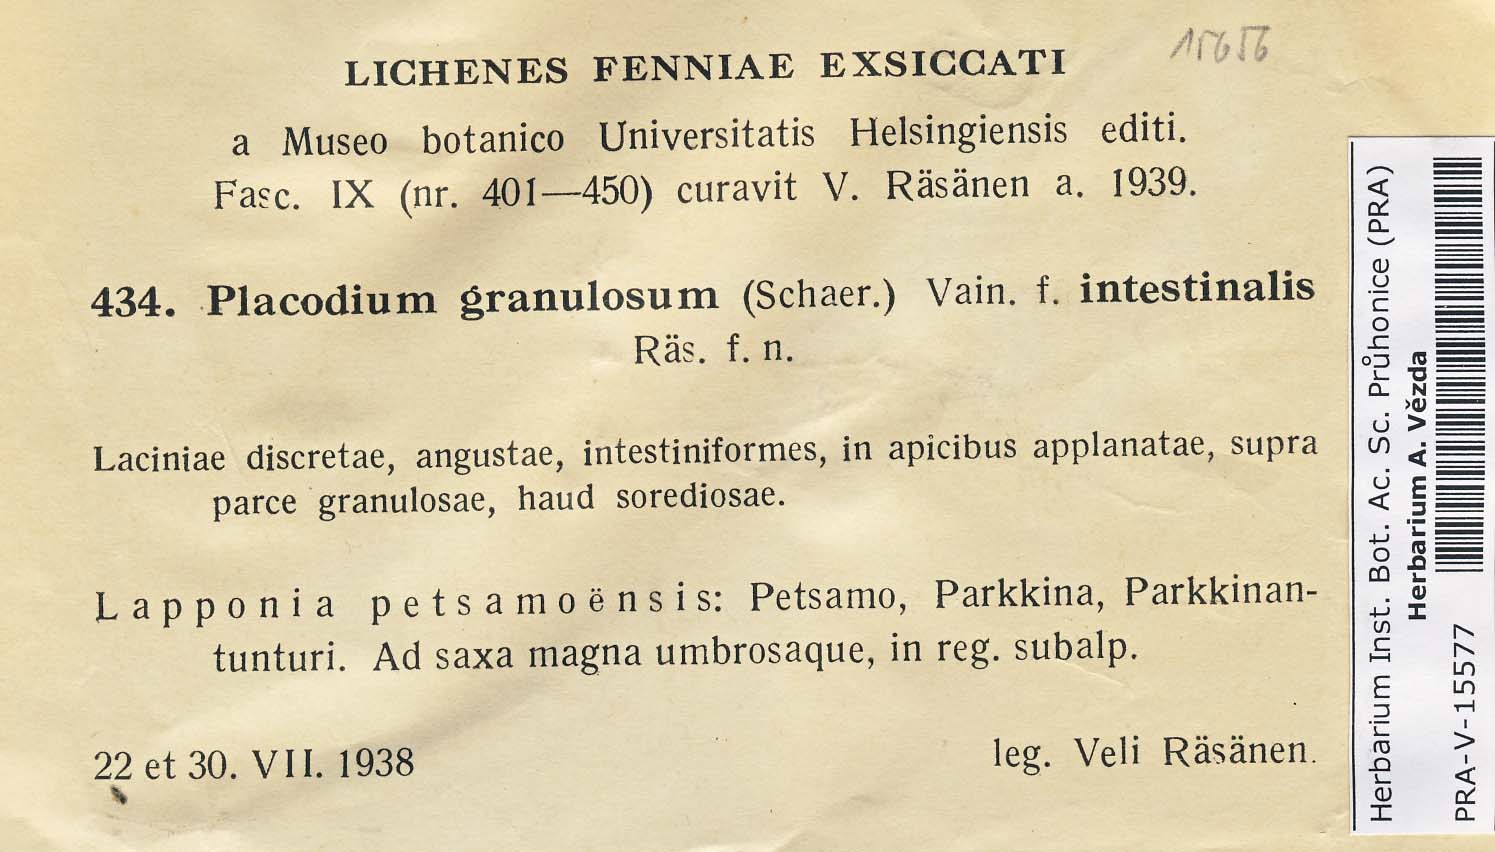 15656
LICHENES FENNIAE EXSICCATI
a Museo botanico Universitatis Helsingiensis editi.
Fasc. IX (nr. 401—450) curavit V. Räsänen a. 1939.
434. Placodium granulosum (Schaer.) Vain. f. intestinalis
Räs. f. n.
Laciniae discretae, angustae, intestiniformes, in apicibus applanatae, supra
parce granulosae, haud sorediosae.
Lapponia petsamoënsis: Petsamo, Parkkina, Parkkinan-
tunturi. Ad saxa magna umbrosaque, in reg. subalp.
22 et 30. VII. 1938
leg. Veli Räsänen.
Herbarium Inst. Bot. Ac. Sc. Průhonice (PRA)
Herbarium A. Vězda
PRA-V-15577